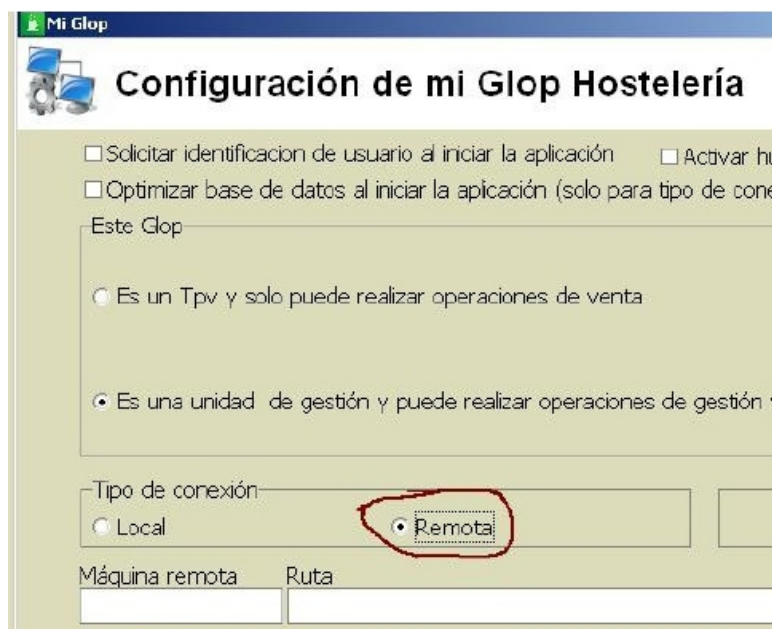 Mi Glop
Configuración de mi Glop Hostelería
Solicitar identificacion de usuario al iniciar la aplicación Activar
Optimizar base de datos al iniciar la aplicación (solo para tipo de
Este Glop
Es un Tpv y solo puede realizar operaciones de venta
Es una unidad de gestión y puede realizar operaciones de gestión
Tipo de conexión
Local Remota
Máquina remota Ruta